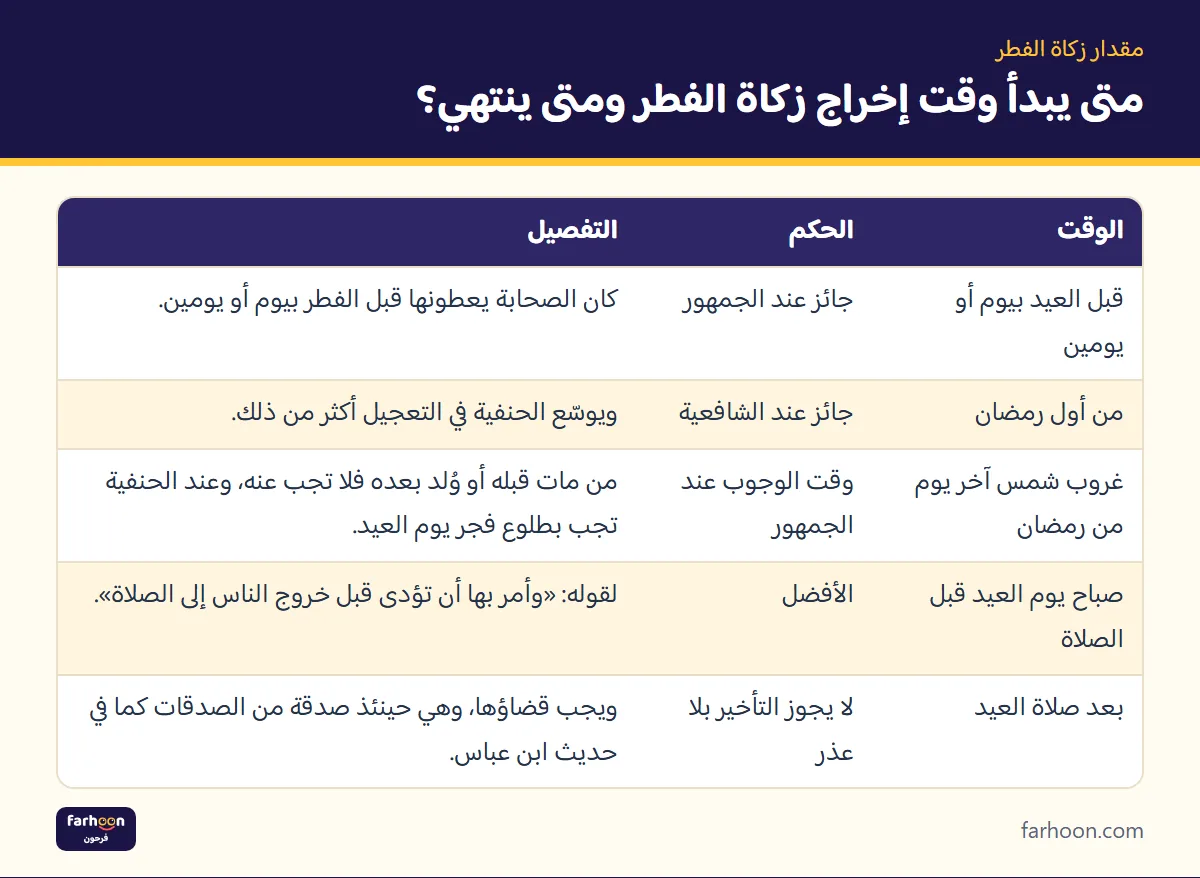 مقدار زكاة الفطر
متى يبدأ وقت إخراج زكاة الفطر ومتى ينتهي؟
الوقت الحكم التفصيل
قبل العيد بيوم أو جائز عند الجمهور كان الصحابة يعطونها قبل الفطر بيوم أو يومين.
يومين
من أول رمضان جائز عند الشافعية ويوسّع الحنفية في التعجيل أكثر من ذلك.
غروب شمس آخر يوم وقت الوجوب عند من مات قبله أو وُلد بعده فلا تجب عنه، وعند الحنفية
من رمضان الجمهور تجب بطلوع فجر يوم العيد.
صباح يوم العيد قبل الأفضل لقوله: «وأمر بها أن تؤدى قبل خروج الناس إلى الصلاة».
الصلاة
بعد صلاة العيد لا يجوز التأخير بلا ويجب قضاؤها، وهي حينئذ صدقة من الصدقات كما في
عذر حديث ابن عباس.
farhoon.com
farhoon
فرحون